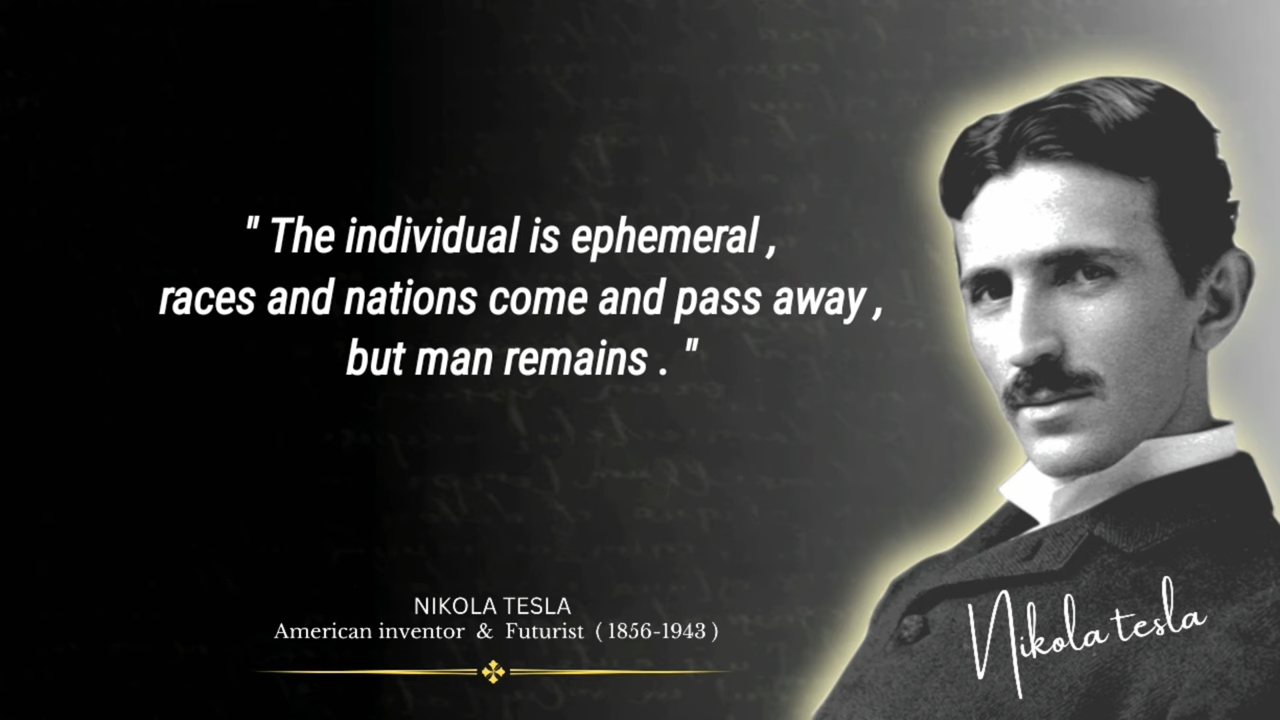 " The individual is ephemeral ,
races and nations come and pass away ,
but man remains . "
NIKOLA TESLA
American inventor & Futurist ( 1856-1943 )
Nikola tesla